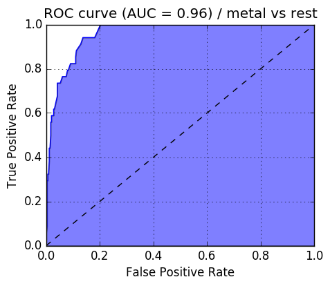 ROC curve (AUC = 0.96) / metal vs rest
1.0
0.8
0.6
0.4
0.2
0.0
True Positive Rate
0.0 0.2 0.4 0.6 0.8 1.0
False Positive Rate